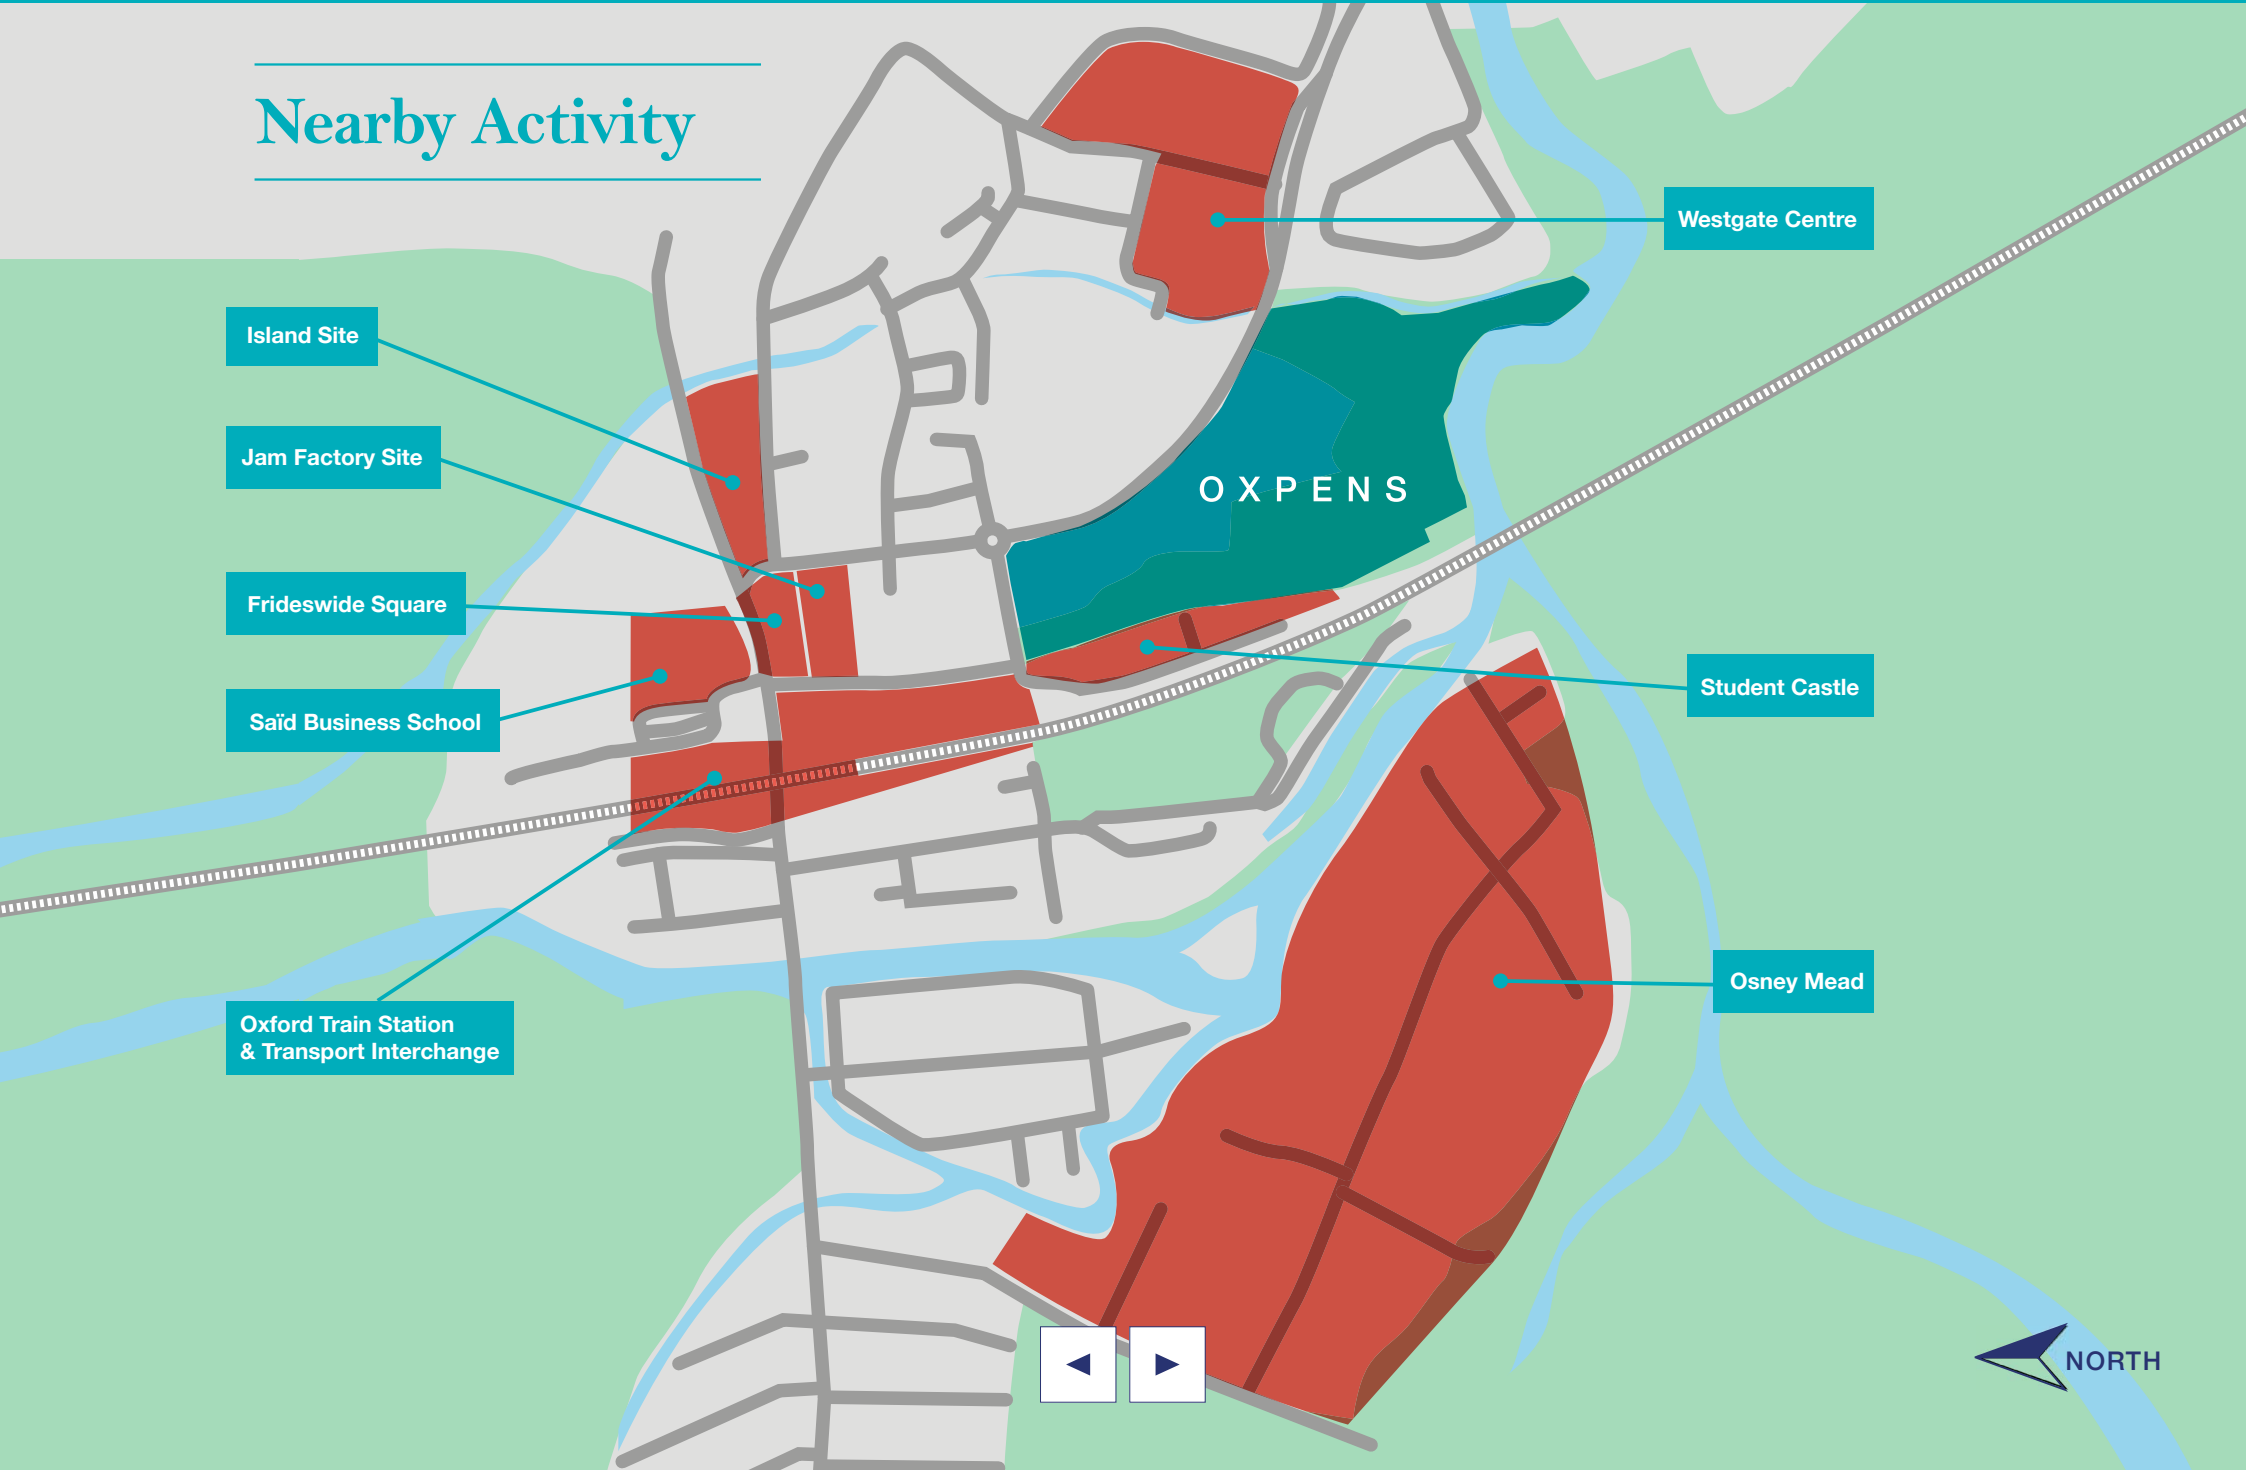 Nearby Activity
Westgate Centre
Island Site
Jam Factory Site
OXPENS
Frideswide Square
Student Castle
Saïd Business School
Osney Mead
Oxford Train Station
& Transport Interchange
NORTH